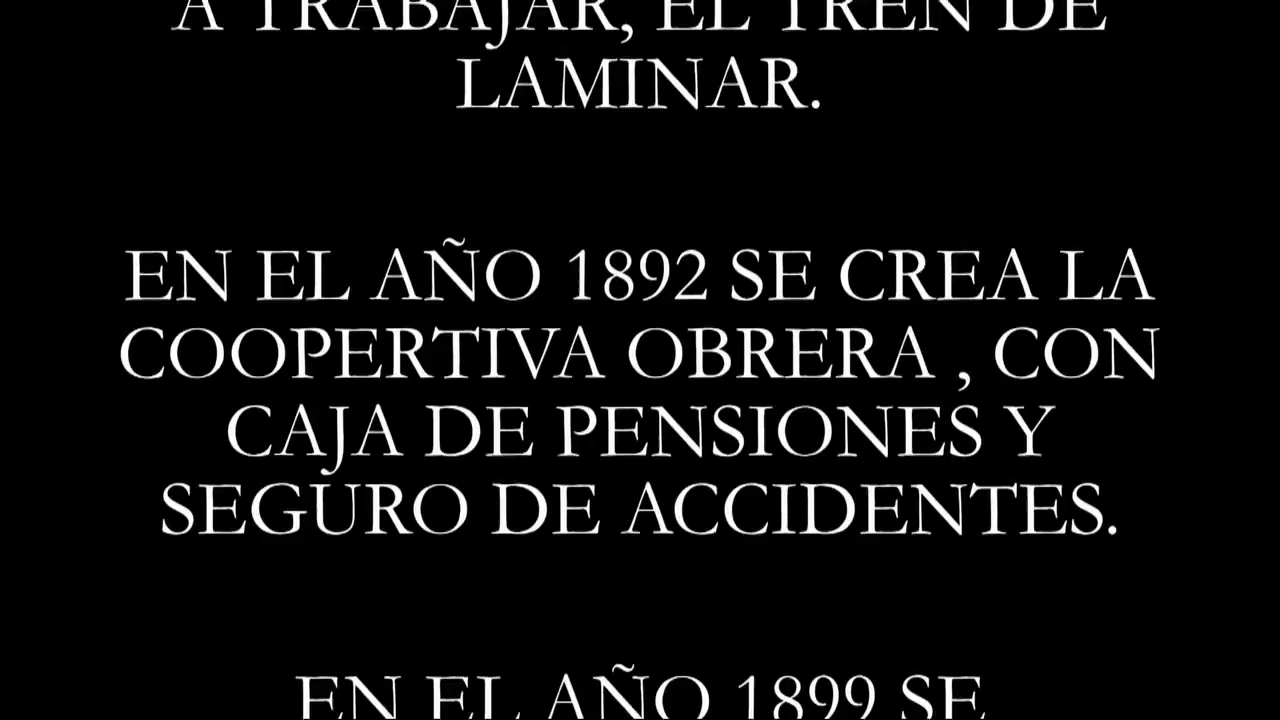 A TRABAJAR, EL TREN DE
LAMINAR.
EN EL AÑO 1892 SE CREA LA
COOPERTIVA OBRERA , CON
CAJA DE PENSIONES Y
SEGURO DE ACCIDENTES.
EN EL AÑO 1899 SE